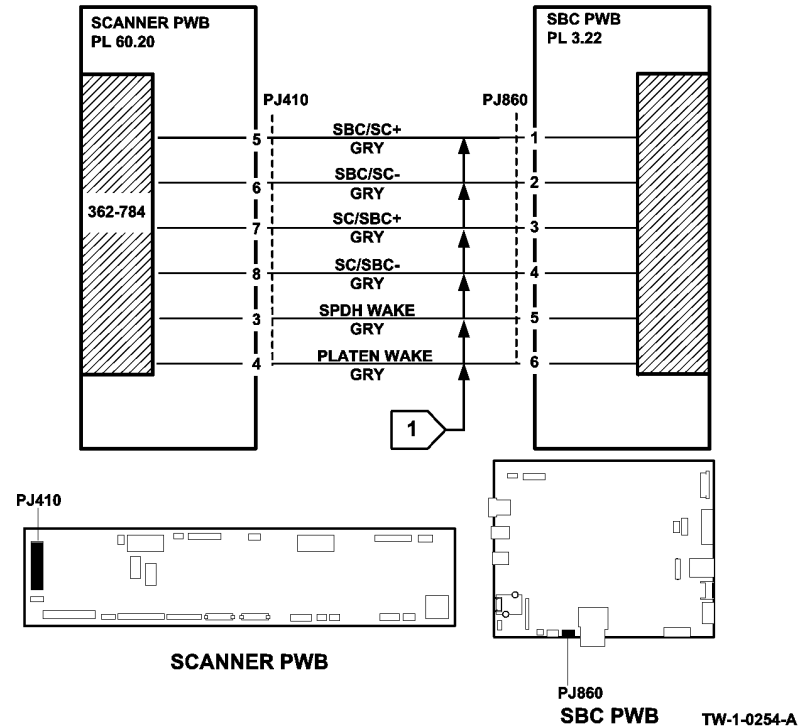 SCANNER PWB
PL 60.20
SBC PWB
PL 3.22
PJ410
PJ860
5 SBC/SC+ 1
GRY
6 SBC/SC- 2
GRY
362-784
7 SC/SBC+ 3
GRY
8 SC/SBC- 4
GRY
3 SPDH WAKE 5
GRY
4 PLATEN WAKE 6
GRY
1
PJ410
SCANNER PWB
PJ860
SBC PWB
TW-1-0254-A